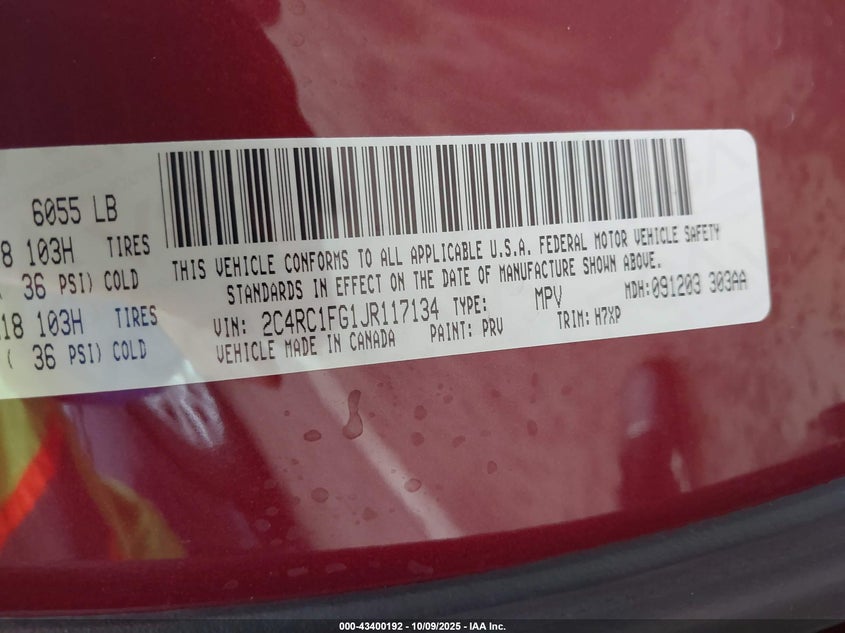 6055 LB
8 103H TIRES
36 PSI) COLD
18 103H TIRES
( 36 PSI) COLD
THIS VEHICLE CONFORMS TO ALL APPLICABLE U.S.A. FEDERAL MOTOR VEHICLE SAFETY
STANDARDS IN EFFECT ON THE DATE OF MANUFACTURE SHOWN ABOVE.
VIN: 2C4RC1FG1JR117134 TYPE: MPV MDH:091203 303AA
VEHICLE MADE IN CANADA PAINT: PRV TRIM: H7XP
000-43400192 - 10/09/2025 - IAA Inc.